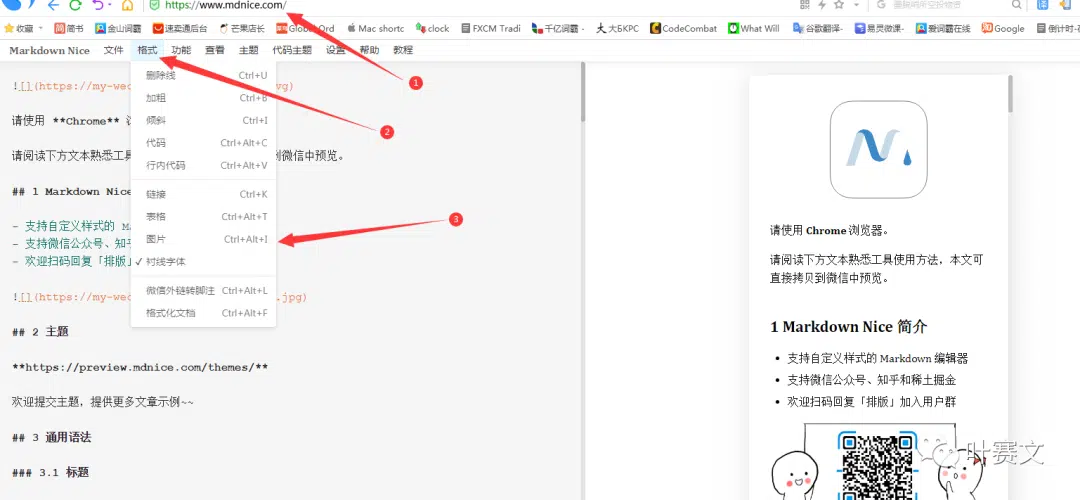 https://www.mdnice.com/
收藏 简书 金山词霸 速卖通后台 芒果店长 Mac shortc clock FXCM Tradi 千亿词霸 大5KPC CodeCombat What Will 谷歌翻译- 易灵微课- 爱词霸在线 Google 倒计时-在
Markdown Nice 文件 格式 功能 查看 主题 代码主题 设置 帮助 教程
1
2
3
删除线 Ctrl+U
加粗 Ctrl+B
倾斜 Ctrl+I
代码 Ctrl+Alt+C
行内代码 Ctrl+Alt+V
链接 Ctrl+K
表格 Ctrl+Alt+T
图片 Ctrl+Alt+I
✓ 衬线字体
微信外链转脚注 Ctrl+Alt+L
格式化文档 Ctrl+Alt+F
![](https://my-wec
请使用 **Chrome**
请阅读下方文本熟悉工具 到微信中预览。
## 1 Markdown Nice
- 支持自定义样式的 Ma
- 支持微信公众号、知乎
- 欢迎扫码回复「排版」
![](https://my-wec .jpg)
## 2 主题
**https://preview.mdnice.com/themes/**
欢迎提交主题，提供更多文章示例~~
## 3 通用语法
### 3.1 标题
请使用 Chrome 浏览器。
请阅读下方文本熟悉工具使用方法，本文可
直接拷贝到微信中预览。
1 Markdown Nice 简介
• 支持自定义样式的 Markdown 编辑器
• 支持微信公众号、知乎和稀土掘金
• 欢迎扫码回复「排版」加入用户群
叶赛文